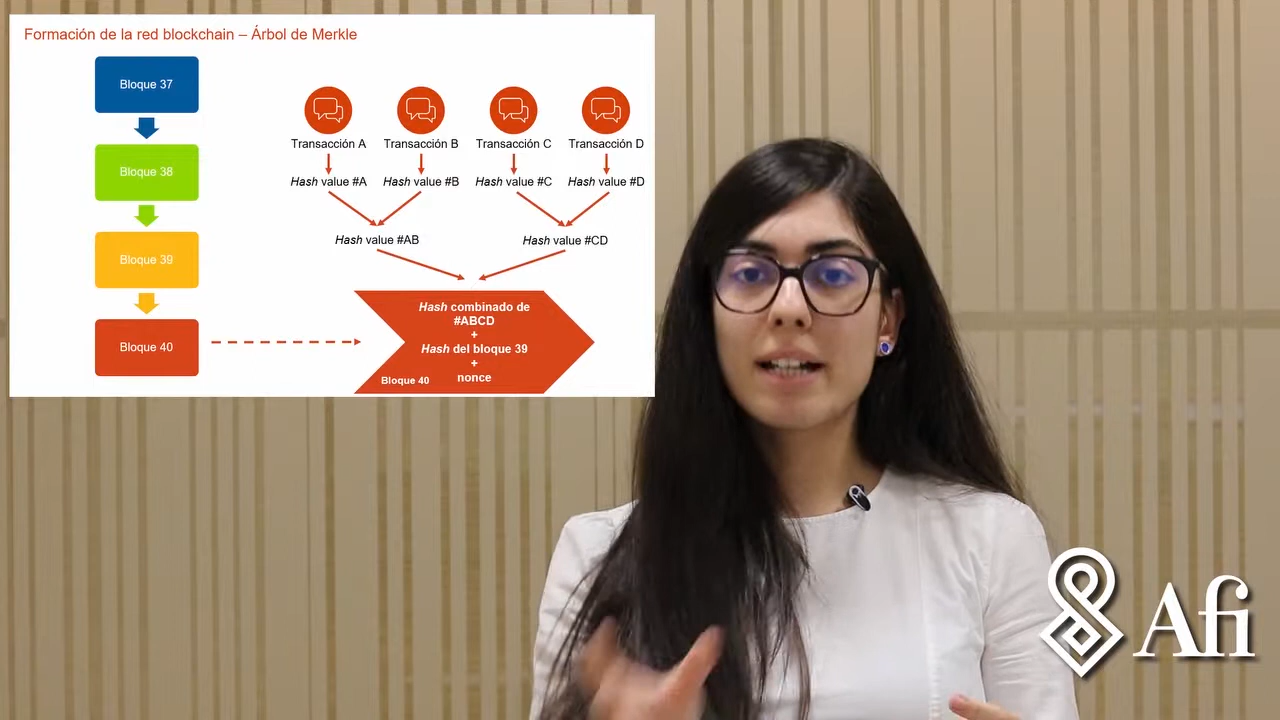 Formación de la red blockchain – Árbol de Merkle
Bloque 37
Bloque 38
Bloque 39
Bloque 40
Transacción A
Transacción B
Transacción C
Transacción D
Hash value #A
Hash value #B
Hash value #C
Hash value #D
Hash value #AB
Hash value #CD
Hash combinado de
#ABCD
+
Hash del bloque 39
+
nonce
Bloque 40
Afi